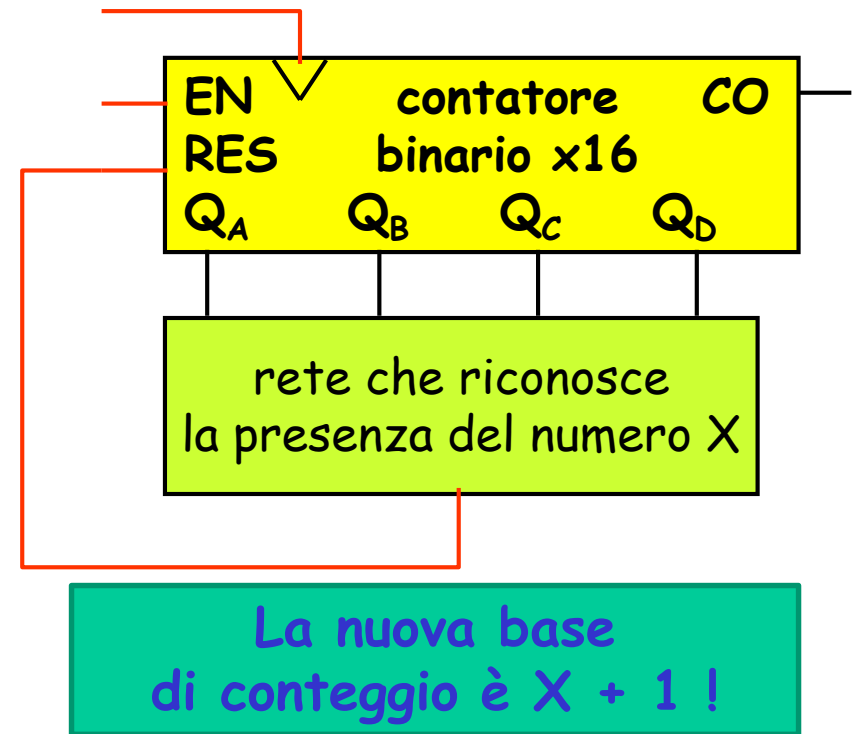 EN contatore CO
RES binario x16
QA QB QC QD
rete che riconosce
la presenza del numero X
La nuova base
di conteggio è X + 1 !